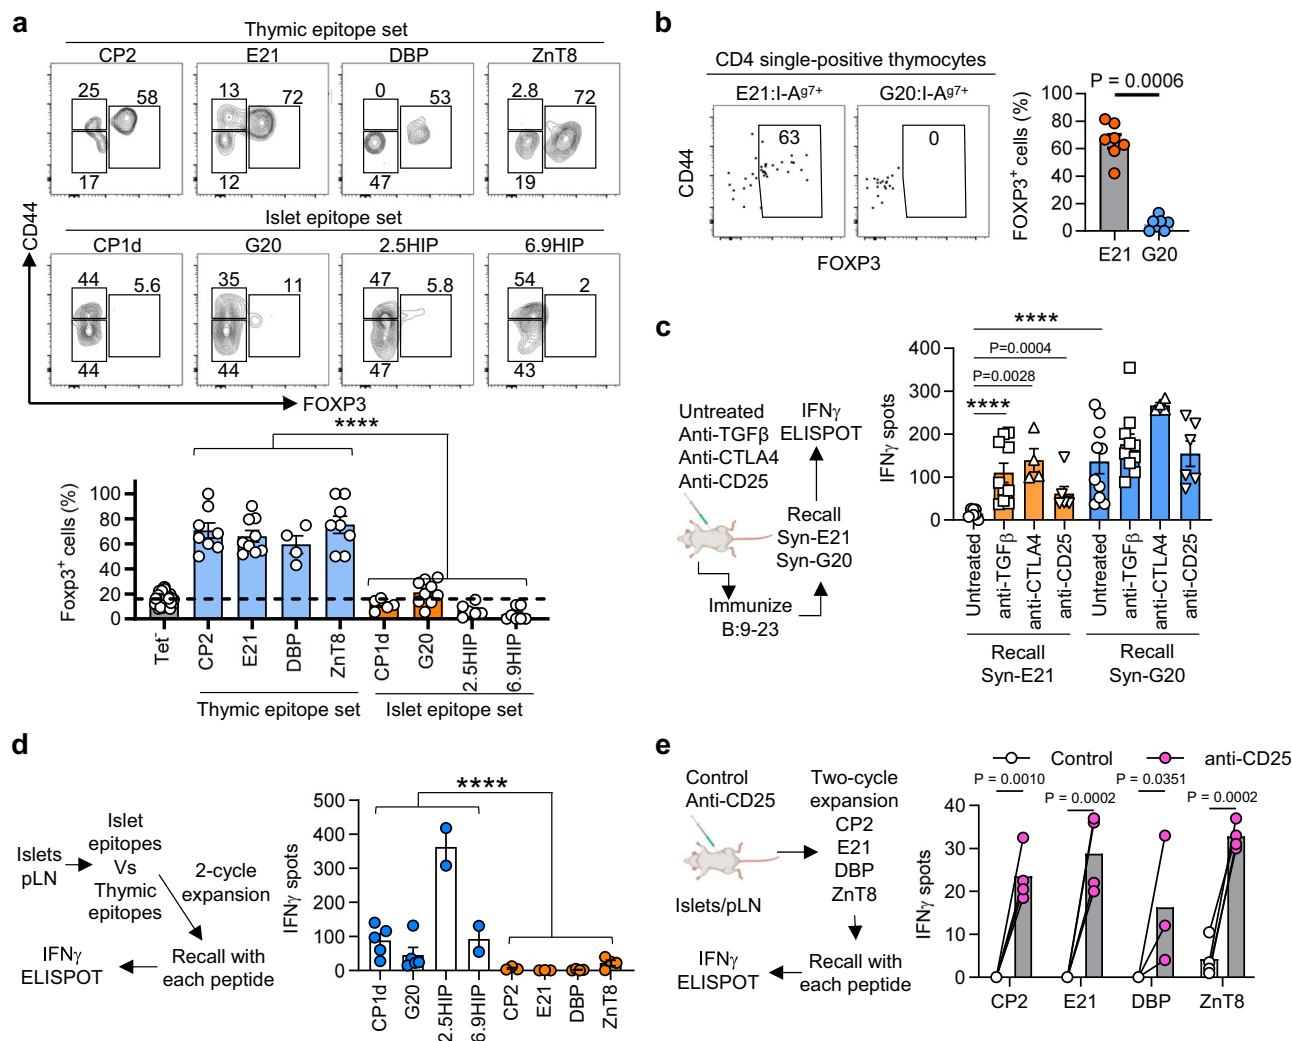 a
Thymic epitope set
CP2 E21 DBP ZnT8
25 58 13 72 0 53 2.8 72
17 12 47 19
Islet epitope set
CP1d G20 2.5HIP 6.9HIP
44 5.6 35 11 47 5.8 54 2
44 44 47 43
CD44
FOXP3
****
Foxp3+ cells (%)
100
80
60
40
20
0
Tet-
CP2
E21
DBP
ZnT8
CP1d
G20
2.5HIP
6.9HIP
Thymic epitope set
Islet epitope set
b
CD4 single-positive thymocytes
E21:I-Ag7+ G20:I-Ag7+
63 0
CD44
FOXP3
P = 0.0006
FOXP3+ cells (%)
100
80
60
40
20
0
E21 G20
c
Untreated
Anti-TGFβ
Anti-CTLA4
Anti-CD25
IFNγ
ELISPOT
Recall
Syn-E21
Syn-G20
Immunize
B:9-23
****
P=0.0004
P=0.0028
****
IFNγ spots
400
300
200
100
0
Untreated
anti-TGFβ
anti-CTLA4
anti-CD25
Untreated
anti-TGFβ
anti-CTLA4
anti-CD25
Recall
Syn-E21
Recall
Syn-G20
d
Islets
pLN
Islet
epitopes
Vs
Thymic
epitopes
2-cycle
expansion
Recall with
each peptide
IFNγ
ELISPOT
****
IFNγ spots
500
400
300
200
100
0
CP1d
G20
2.5HIP
6.9HIP
CP2
E21
DBP
ZnT8
e
Control
Anti-CD25
Islets/pLN
Two-cycle
expansion
CP2
E21
DBP
ZnT8
Recall with
each peptide
IFNγ
ELISPOT
Control anti-CD25
P = 0.0010
P = 0.0002
P = 0.0351
P = 0.0002
IFNγ spots
40
30
20
10
0
CP2 E21 DBP ZnT8